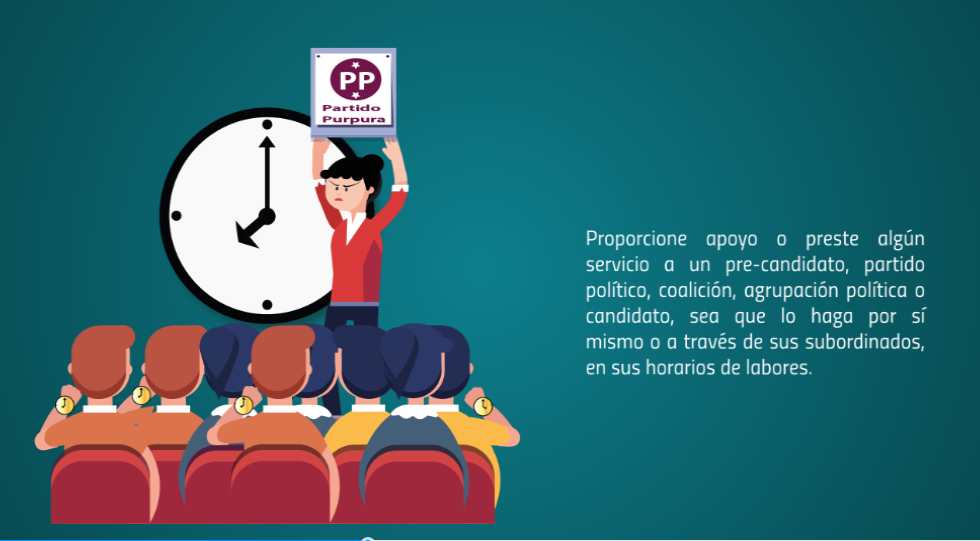 PP
Partido
Purpura
Proporcione apoyo o preste algún
servicio a un pre-candidato, partido
político, coalición, agrupación política o
candidato, sea que lo haga por sí
mismo o a través de sus subordinados,
en sus horarios de labores.